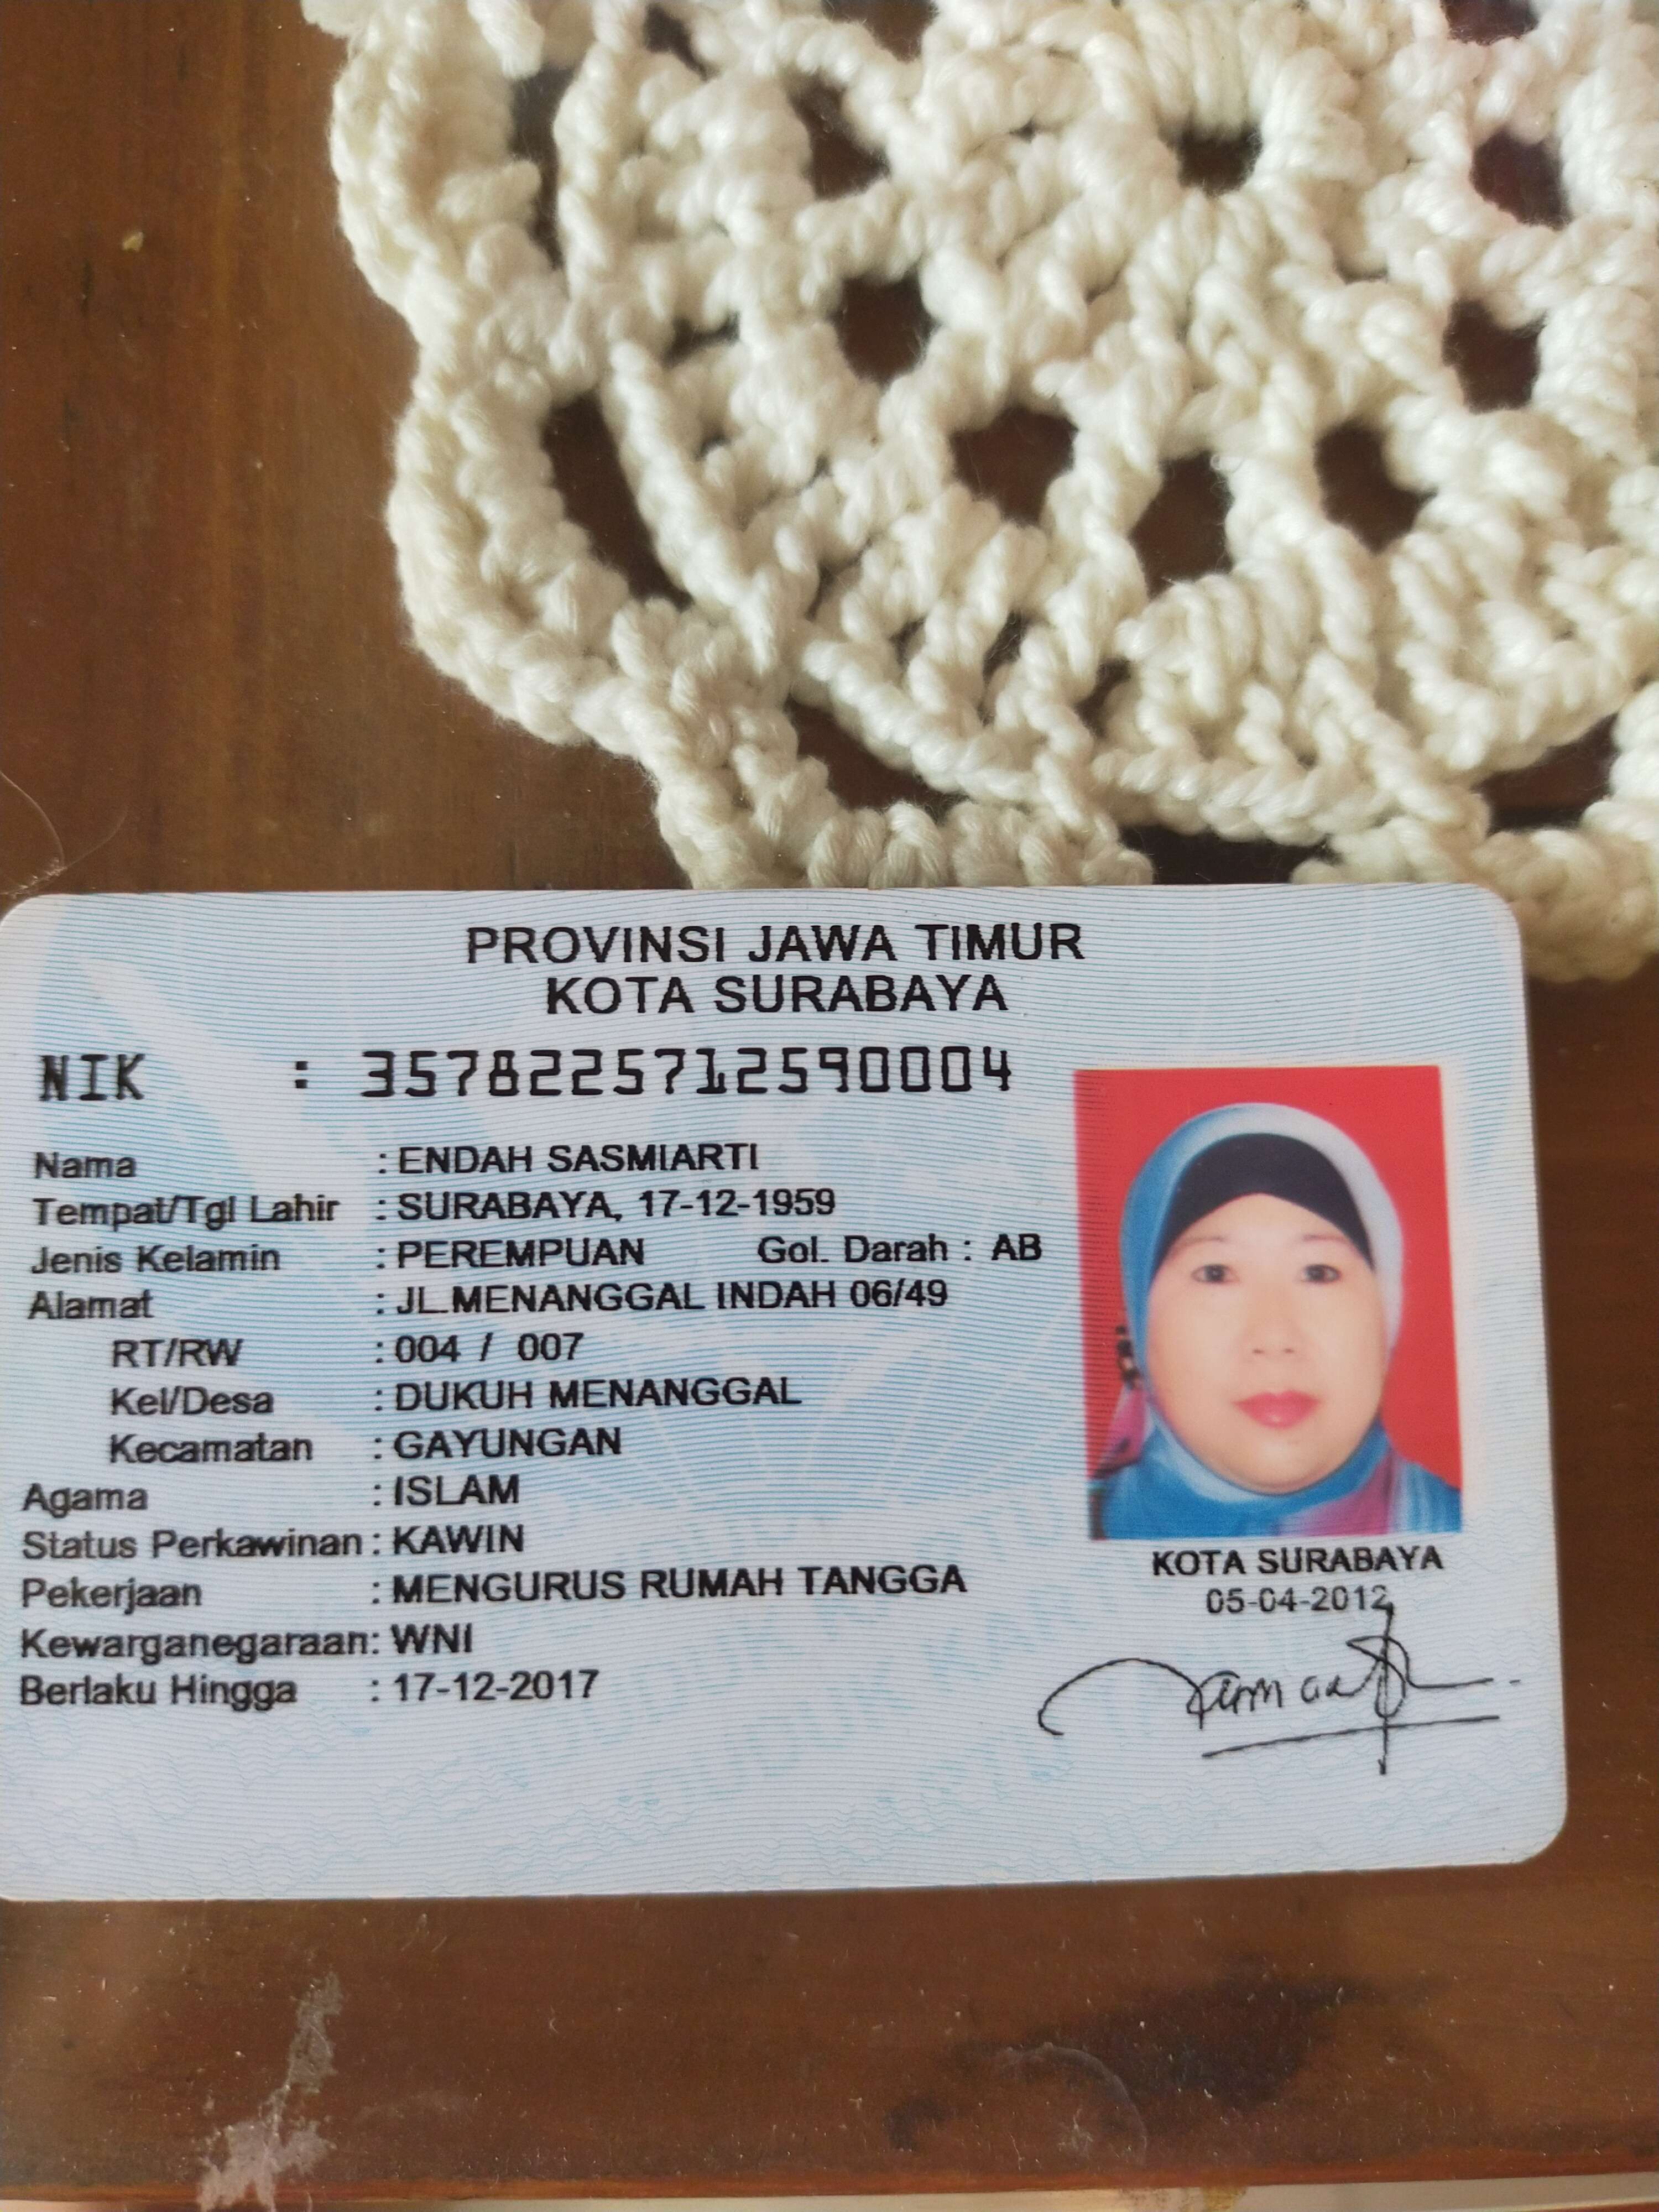 PROVINSI JAWA TIMUR
KOTA SURABAYA
NIK : 3578225712590004
Nama : ENDAH SASMIARTI
Tempat/Tgl Lahir : SURABAYA, 17-12-1959
Jenis Kelamin : PEREMPUAN Gol. Darah : AB
Alamat : JL.MENANGGAL INDAH 06/49
RT/RW : 004 / 007
Kel/Desa : DUKUH MENANGGAL
Kecamatan : GAYUNGAN
Agama : ISLAM
Status Perkawinan : KAWIN
Pekerjaan : MENGURUS RUMAH TANGGA
Kewarganegaraan: WNI
Berlaku Hingga : 17-12-2017
KOTA SURABAYA
05-04-2012